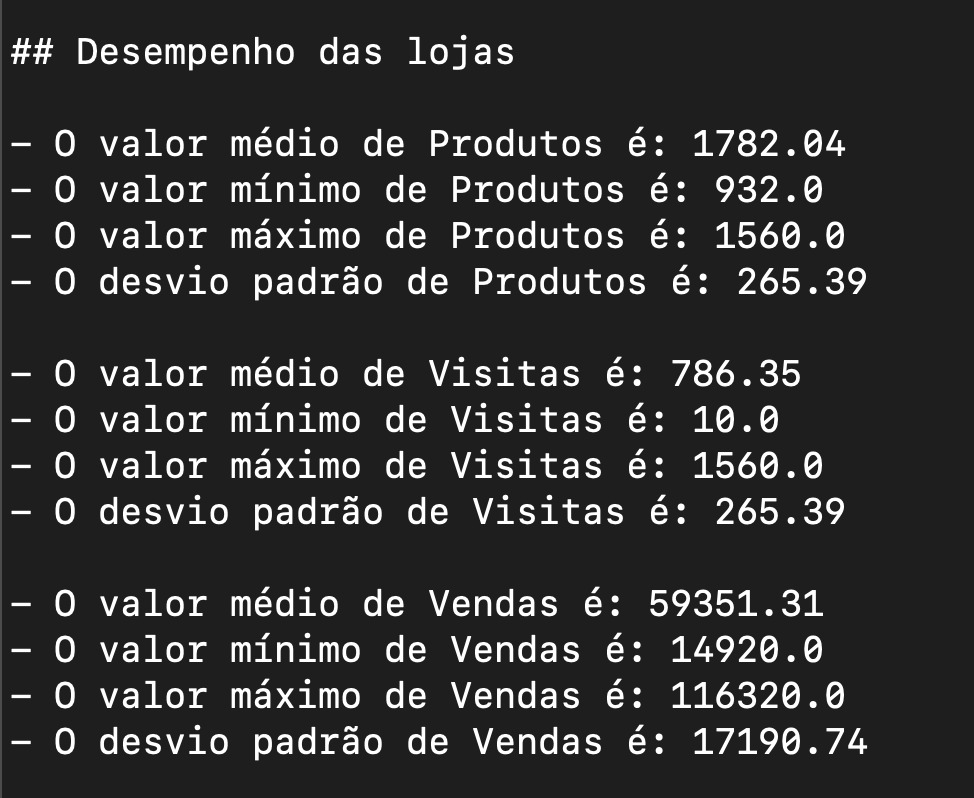 ## Desempenho das lojas
– O valor médio de Produtos é: 1782.04
– O valor mínimo de Produtos é: 932.0
– O valor máximo de Produtos é: 1560.0
– O desvio padrão de Produtos é: 265.39
– O valor médio de Visitas é: 786.35
– O valor mínimo de Visitas é: 10.0
– O valor máximo de Visitas é: 1560.0
– O desvio padrão de Visitas é: 265.39
– O valor médio de Vendas é: 59351.31
– O valor mínimo de Vendas é: 14920.0
– O valor máximo de Vendas é: 116320.0
– O desvio padrão de Vendas é: 17190.74